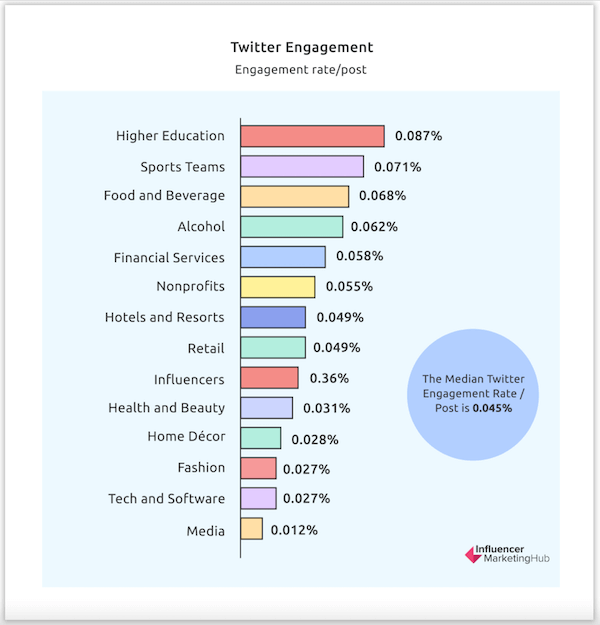 Twitter Engagement
Engagement rate/post
Higher Education 0.087%
Sports Teams 0.071%
Food and Beverage 0.068%
Alcohol 0.062%
Financial Services 0.058%
Nonprofits 0.055%
Hotels and Resorts 0.049%
Retail 0.049%
Influencers 0.36%
Health and Beauty 0.031%
Home Décor 0.028%
Fashion 0.027%
Tech and Software 0.027%
Media 0.012%
The Median Twitter
Engagement Rate /
Post is 0.045%
Influencer
MarketingHub